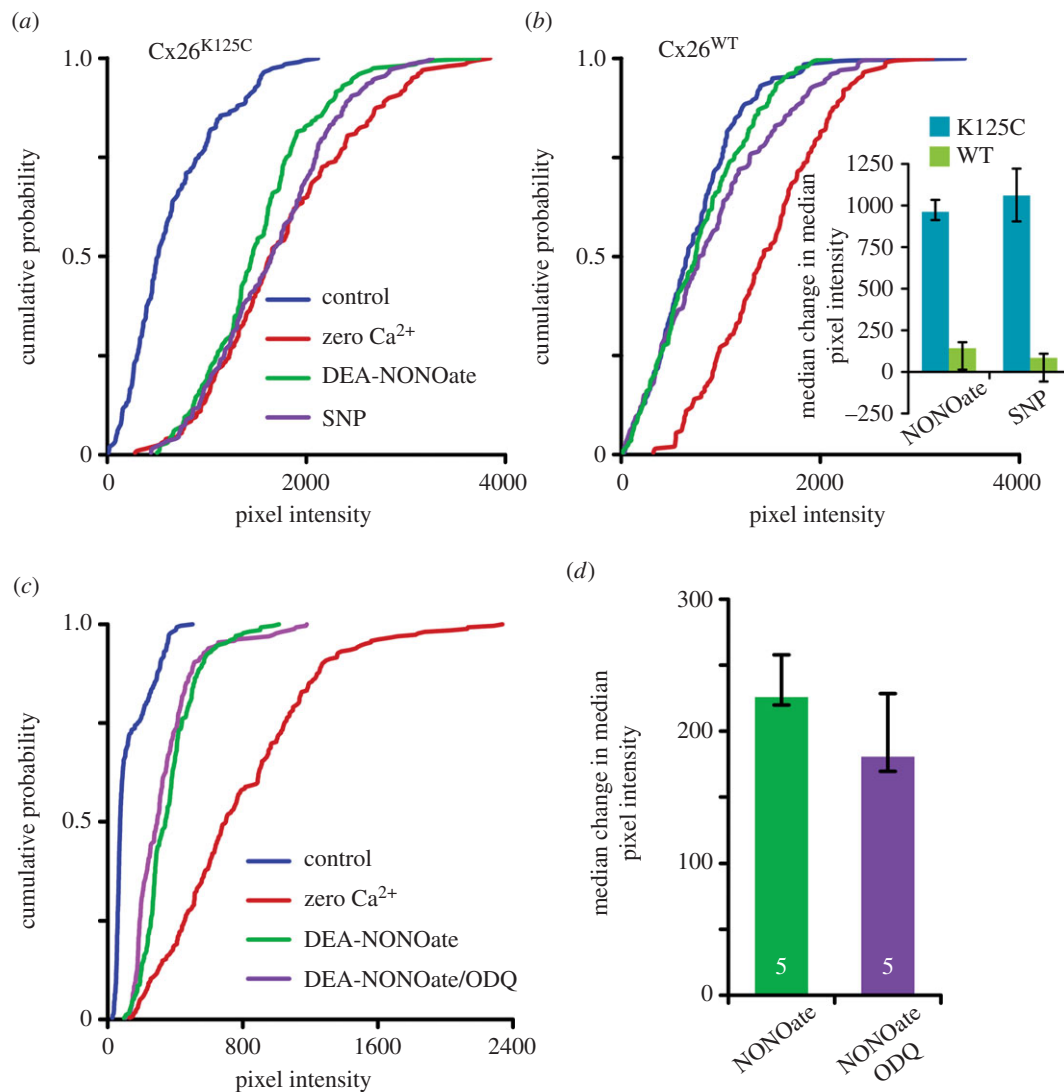 (a)
Cx26K125C
cumulative probability
1.0
0.5
0
control
zero Ca2+
DEA-NONOate
SNP
0 2000 4000
pixel intensity
(b)
Cx26WT
cumulative probability
1.0
0.5
0
0 2000 4000
pixel intensity
K125C
WT
median change in median
pixel intensity
1250
1000
750
500
250
0
−250
NONOate
SNP
(c)
cumulative probability
1.0
0.5
0
control
zero Ca2+
DEA-NONOate
DEA-NONOate/ODQ
0 800 1600 2400
pixel intensity
(d)
median change in median
pixel intensity
300
200
100
0
5 5
NONOate
NONOate
ODQ